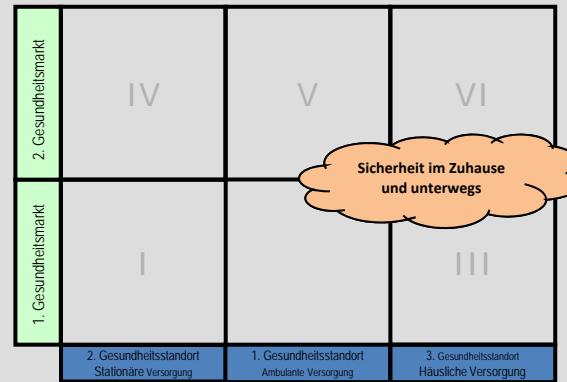 2. Gesundheitsmarkt
IV
V
VI
Sicherheit im Zuhause
und unterwegs
1. Gesundheitsmarkt
I
III
2. Gesundheitsstandort
Stationäre Versorgung
1. Gesundheitsstandort
Ambulante Versorgung
3. Gesundheitsstandort
Häusliche Versorgung